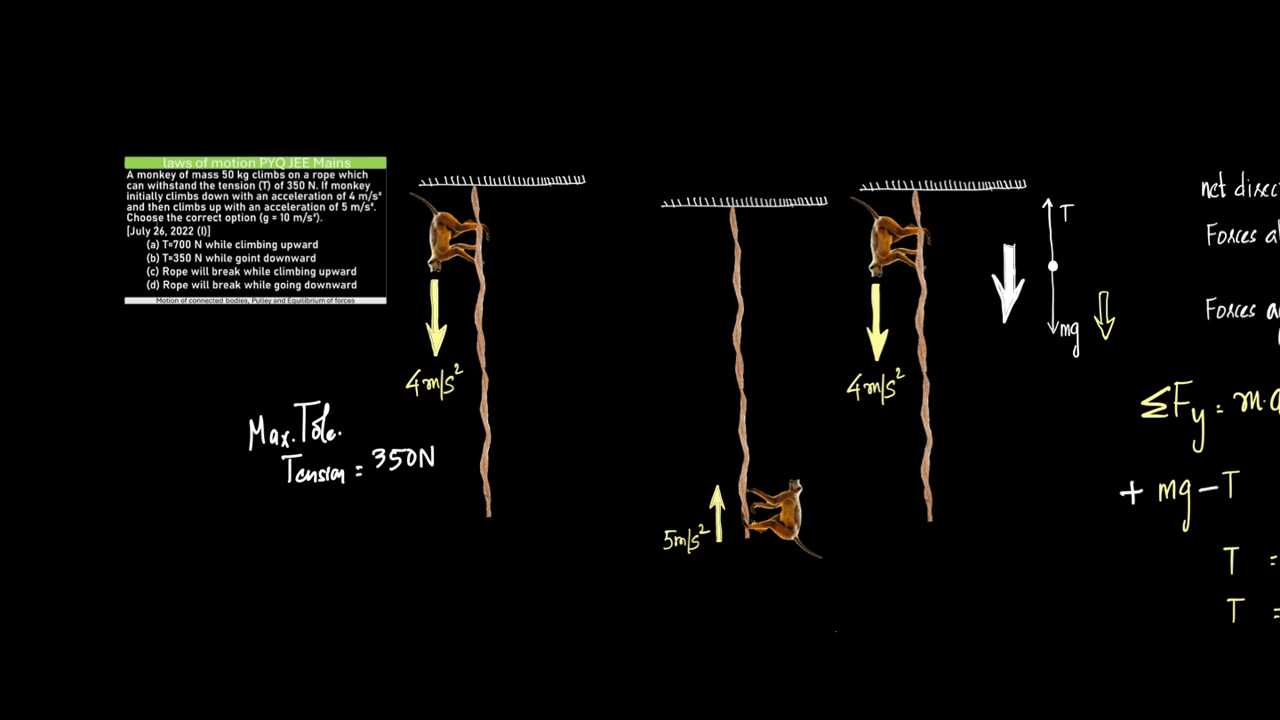 laws of motion PYQ JEE Mains
A monkey of mass 50 kg climbs on a rope which
can withstand the tension (T) of 350 N. If monkey
initially climbs down with an acceleration of 4 m/s²
and then climbs up with an acceleration of 5 m/s².
Choose the correct option (g = 10 m/s²).
[July 26, 2022 (I)]
(a) T=700 N while climbing upward
(b) T=350 N while goint downward
(c) Rope will break while climbing upward
(d) Rope will break while going downward
Motion of connected bodies, Pulley and Equilibrium of forces
4m/s²
Max. Tole.
Tension = 350N
5m/s²
4m/s²
T
mg
net
Forces
Forces
ΣFy = m.a
+ mg - T
T =
T =